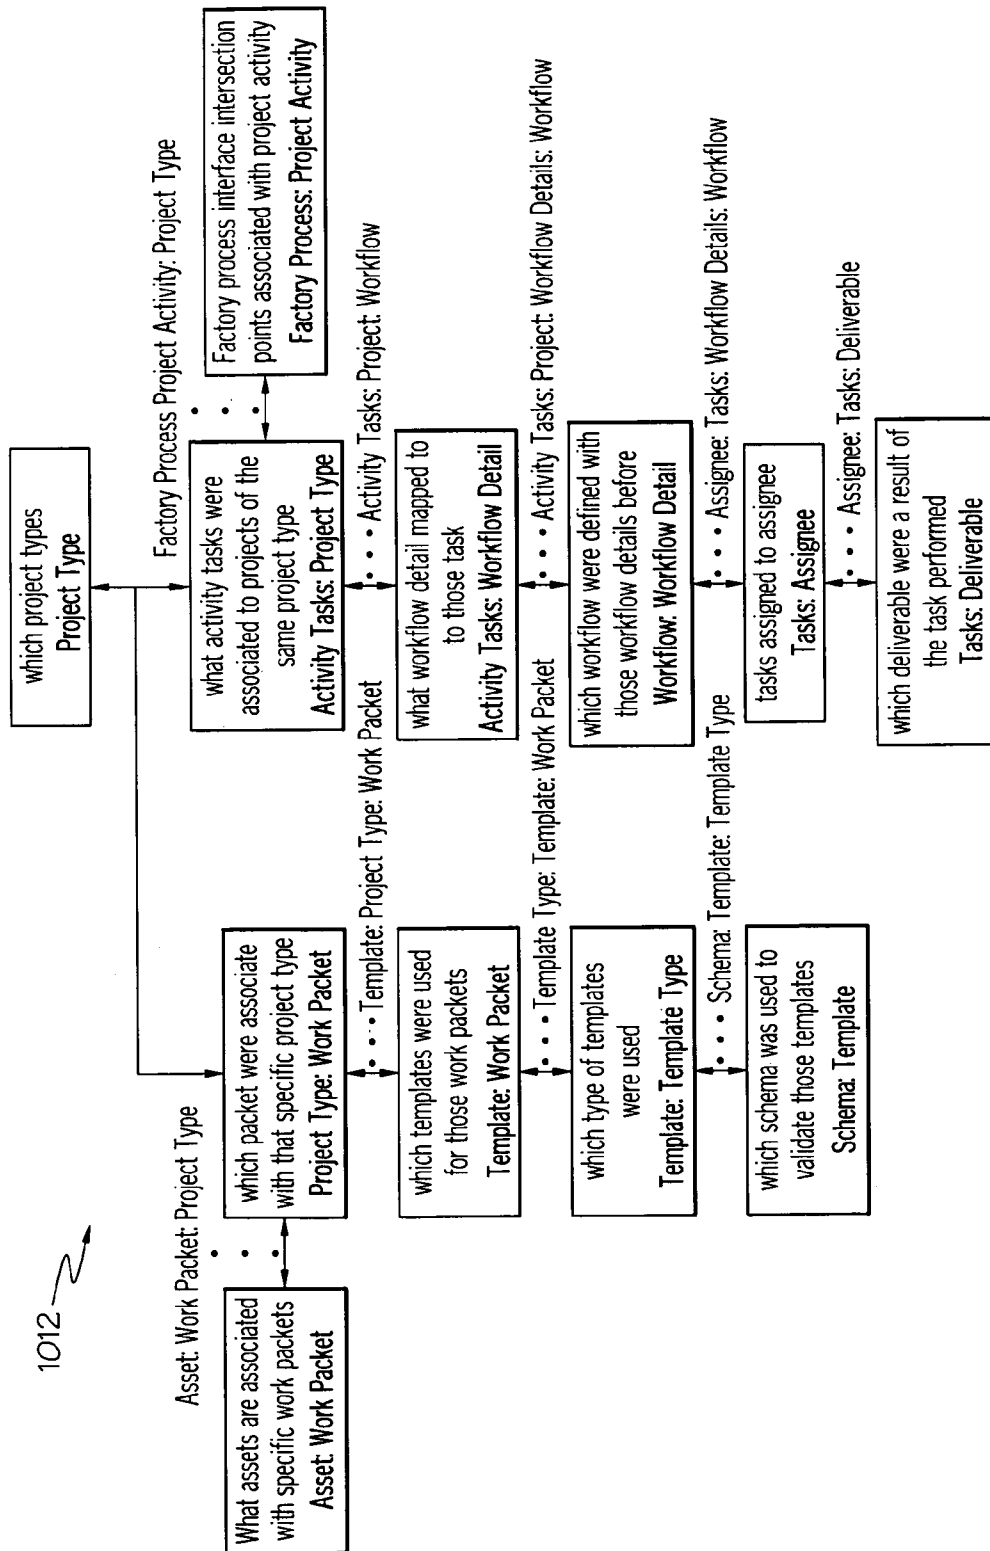 1012
which project types
Project Type
Asset: Work Packet: Project Type
Factory Process Project Activity: Project Type
What assets are associated
with specific work packets
Asset: Work Packet
which packet were associate
with that specific project type
Project Type: Work Packet
what activity tasks were
associated to projects of the
same project type
Activity Tasks: Project Type
Factory process interface intersection
points associated with project activity
Factory Process: Project Activity
Template: Project Type: Work Packet
Activity Tasks: Project: Workflow
which templates were used
for those work packets
Template: Work Packet
what workflow detail mapped to
to those task
Activity Tasks: Workflow Detail
Template Type: Template: Work Packet
Activity Tasks: Project: Workflow Details: Workflow
which type of templates
were used
Template: Template Type
which workflow were defined with
those workflow details before
Workflow: Workflow Detail
Schema: Template: Template Type
Assignee: Tasks: Workflow Details: Workflow
which schema was used to
validate those templates
Schema: Template
tasks assigned to assignee
Tasks: Assignee
Assignee: Tasks: Deliverable
which deliverable were a result of
the task performed
Tasks: Deliverable